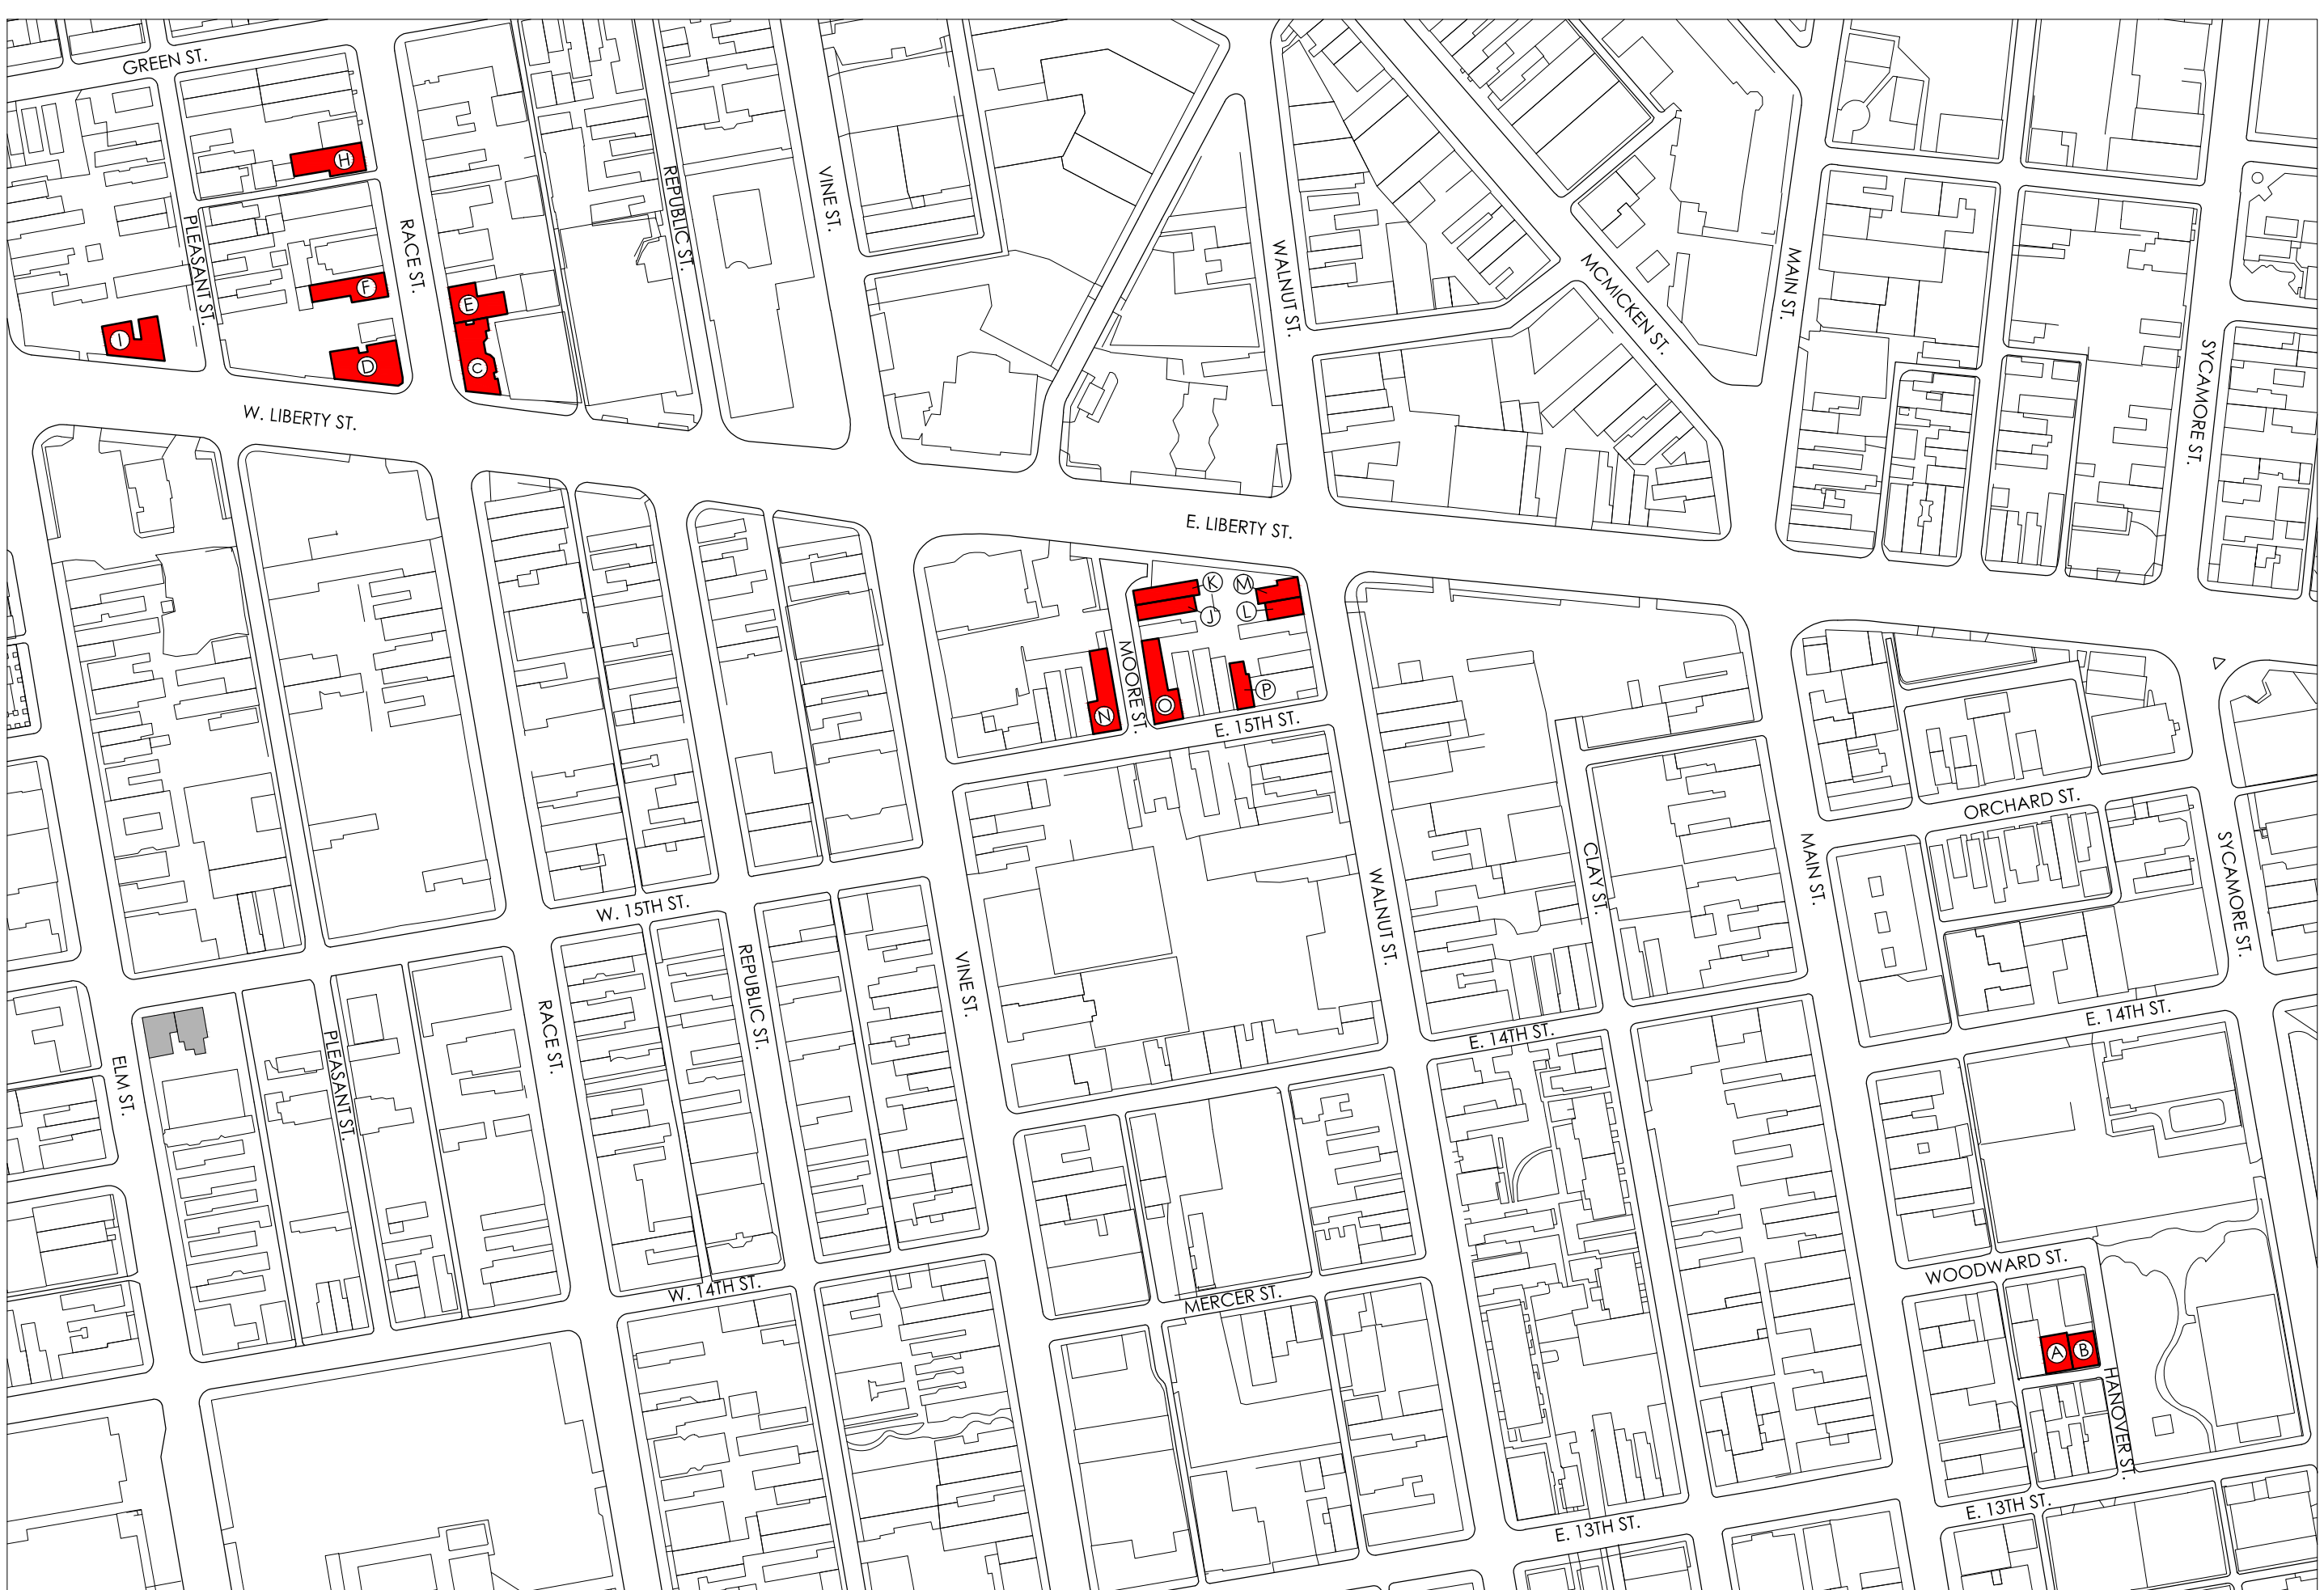 GREEN ST.
H
PLEASANT ST.
RACE ST.
REPUBLIC ST.
VINE ST.
WALNUT ST.
MCMICKEN ST.
MAIN ST.
SYCAMORE ST.
F
E
I
D
C
W. LIBERTY ST.
E. LIBERTY ST.
K
M
J
L
MOORE ST.
N
O
P
E. 15TH ST.
ORCHARD ST.
CLAY ST.
MAIN ST.
SYCAMORE ST.
WALNUT ST.
W. 15TH ST.
REPUBLIC ST.
VINE ST.
RACE ST.
PLEASANT ST.
ELM ST.
E. 14TH ST.
E. 14TH ST.
WOODWARD ST.
W. 14TH ST.
MERCER ST.
A
B
HANOVER ST.
E. 13TH ST.
E. 13TH ST.